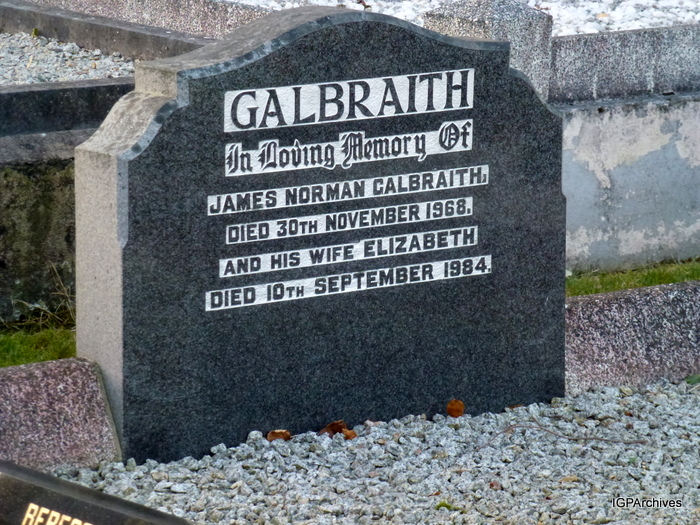 GALBRAITH
In Loving Memory Of
JAMES NORMAN GALBRAITH,
DIED 30TH NOVEMBER 1968.
AND HIS WIFE ELIZABETH
DIED 10TH SEPTEMBER 1984.
IGPArchives